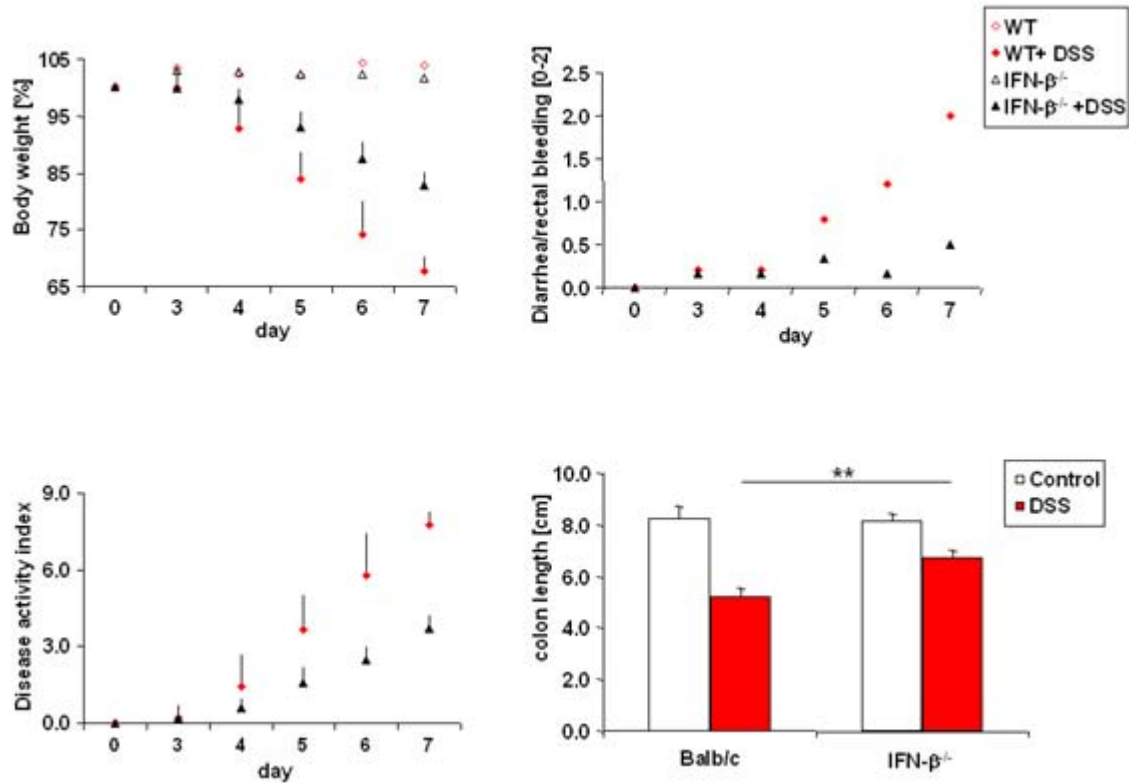 WT
WT+ DSS
IFN-β-/-
IFN-β-/- +DSS
Body weight [%]
105
95
85
75
65
0 3 4 5 6 7
day
Diarrhea/rectal bleeding [0-2]
2.5
2.0
1.5
1.0
0.5
0.0
0 3 4 5 6 7
day
Disease activity index
9.0
6.0
3.0
0.0
0 3 4 5 6 7
day
colon length [cm]
10.0
8.0
6.0
4.0
2.0
0.0
**
Balb/c IFN-β-/-
Control
DSS